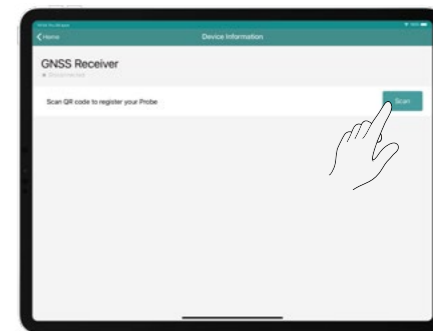 Home
Device Information
GNSS Receiver
Disconnected
Scan QR code to register your Probe
Scan